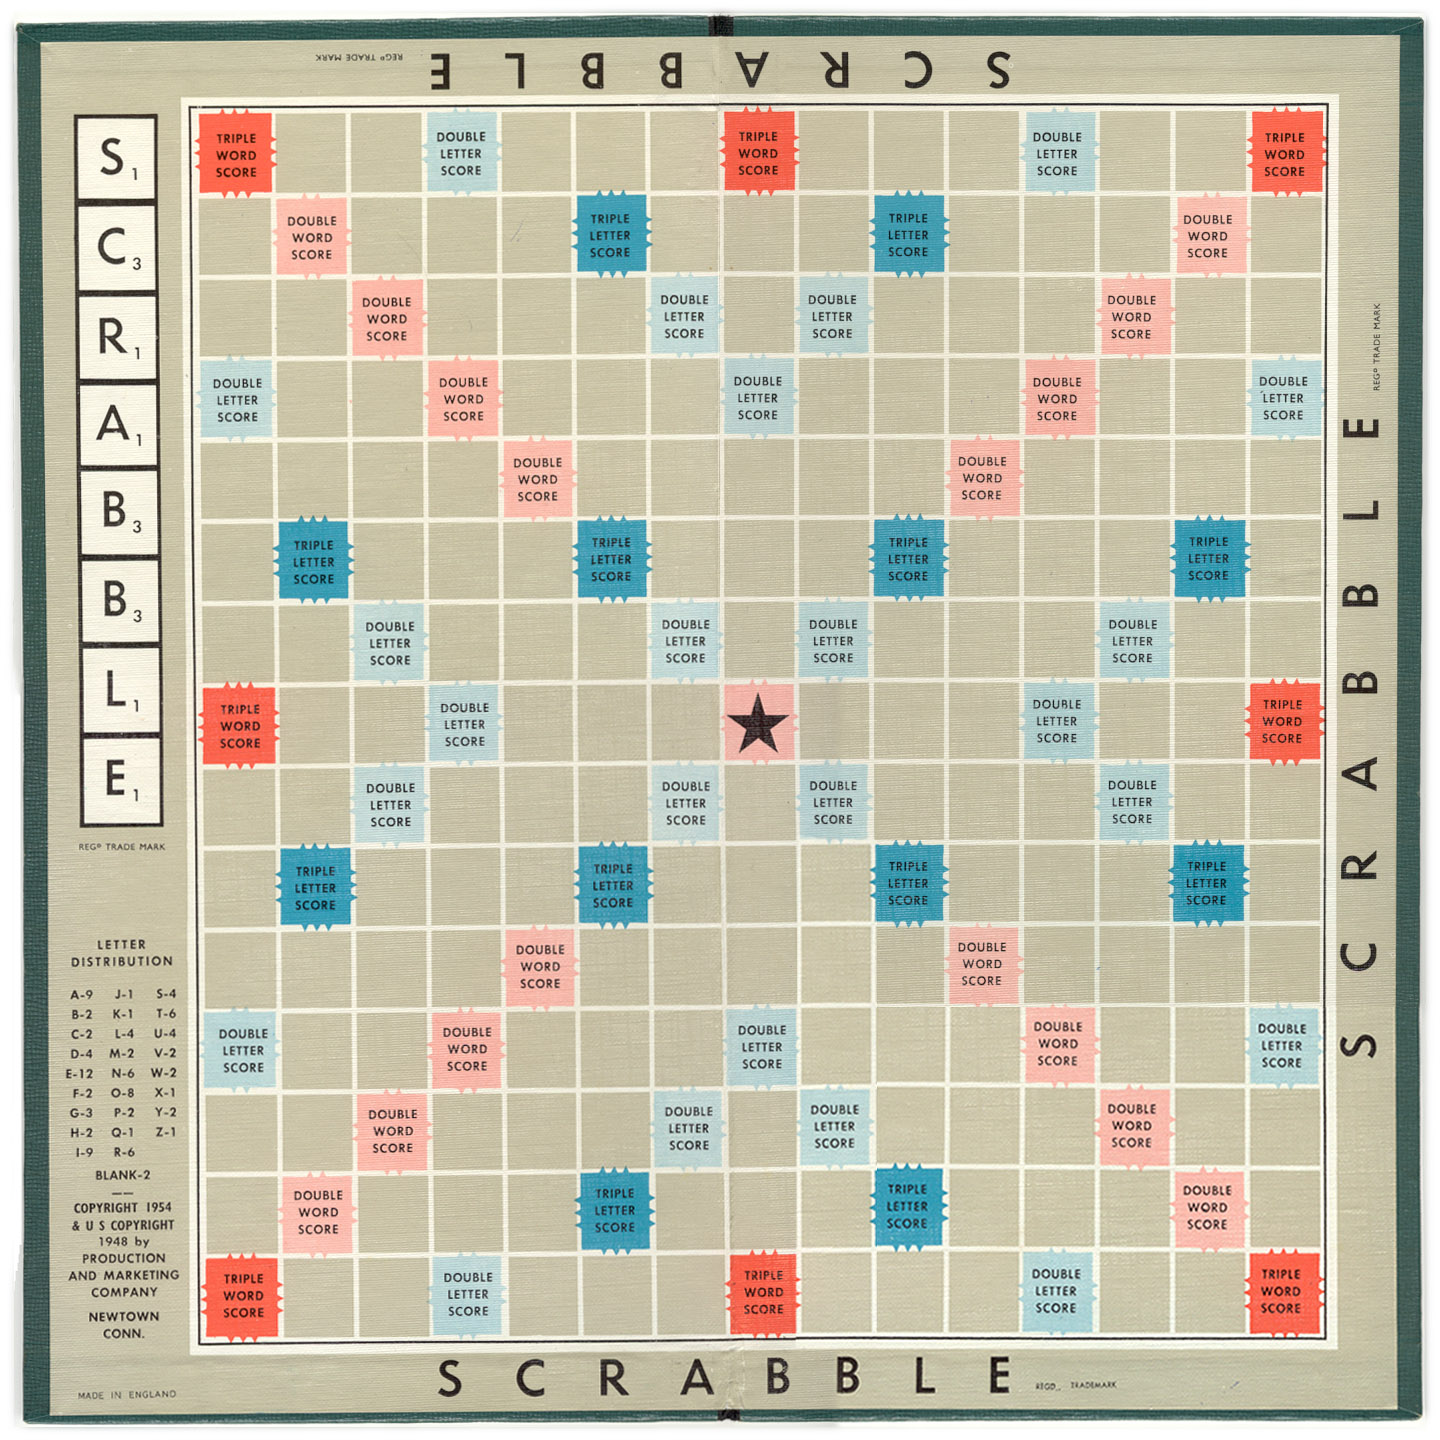 SCRABBLE REGᴰ TRADE MARK
S1
C3
R1
A1
B3
B3
L1
E1
REGᴰ TRADE MARK
LETTER
DISTRIBUTION
A-9 J-1 S-4
B-2 K-1 T-6
C-2 L-4 U-4
D-4 M-2 V-2
E-12 N-6 W-2
F-2 O-8 X-1
G-3 P-2 Y-2
H-2 Q-1 Z-1
I-9 R-6
BLANK-2
COPYRIGHT 1954
& U S COPYRIGHT
1948 by
PRODUCTION
AND MARKETING
COMPANY
NEWTOWN
CONN.
MADE IN ENGLAND
TRIPLE DOUBLE TRIPLE DOUBLE TRIPLE
WORD LETTER WORD LETTER WORD
SCORE SCORE SCORE SCORE SCORE
DOUBLE TRIPLE TRIPLE DOUBLE
WORD LETTER LETTER WORD
SCORE SCORE SCORE SCORE
DOUBLE DOUBLE DOUBLE DOUBLE
WORD LETTER LETTER WORD
SCORE SCORE SCORE SCORE
DOUBLE DOUBLE DOUBLE DOUBLE DOUBLE
LETTER WORD LETTER WORD LETTER
SCORE SCORE SCORE SCORE SCORE
DOUBLE DOUBLE
WORD WORD
SCORE SCORE
TRIPLE TRIPLE TRIPLE TRIPLE
LETTER LETTER LETTER LETTER
SCORE SCORE SCORE SCORE
DOUBLE DOUBLE DOUBLE DOUBLE
LETTER LETTER LETTER LETTER
SCORE SCORE SCORE SCORE
TRIPLE DOUBLE DOUBLE TRIPLE
WORD LETTER LETTER WORD
SCORE SCORE SCORE SCORE
DOUBLE DOUBLE DOUBLE DOUBLE
LETTER LETTER LETTER LETTER
SCORE SCORE SCORE SCORE
TRIPLE TRIPLE TRIPLE TRIPLE
LETTER LETTER LETTER LETTER
SCORE SCORE SCORE SCORE
DOUBLE DOUBLE
WORD WORD
SCORE SCORE
DOUBLE DOUBLE DOUBLE DOUBLE DOUBLE
LETTER WORD LETTER WORD LETTER
SCORE SCORE SCORE SCORE SCORE
DOUBLE DOUBLE DOUBLE DOUBLE
WORD LETTER LETTER WORD
SCORE SCORE SCORE SCORE
DOUBLE TRIPLE TRIPLE DOUBLE
WORD LETTER LETTER WORD
SCORE SCORE SCORE SCORE
TRIPLE DOUBLE TRIPLE DOUBLE TRIPLE
WORD LETTER WORD LETTER WORD
SCORE SCORE SCORE SCORE SCORE
SCRABBLE REGᴰ TRADE MARK
SCRABBLE REGD. TRADEMARK